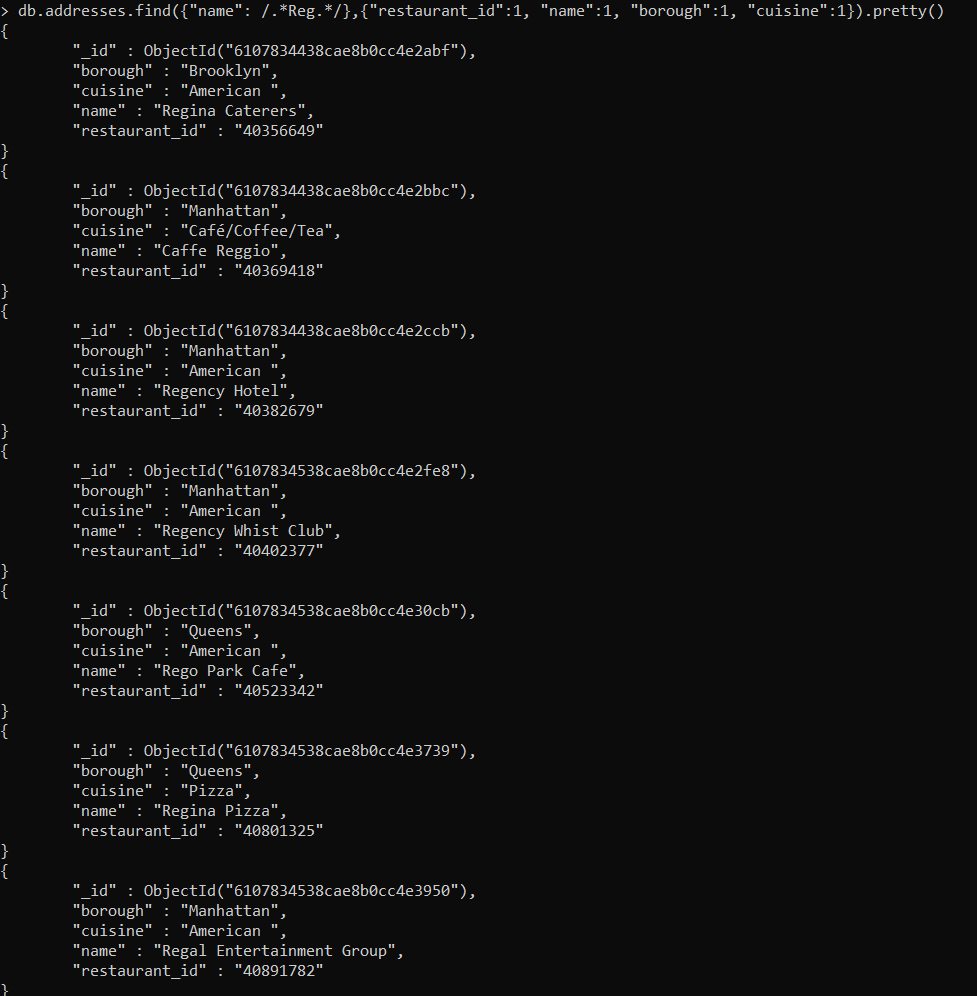 > db.addresses.find({"name": /.*Reg.*/},{"restaurant_id":1, "name":1, "borough":1, "cuisine":1}).pretty()
{
        "_id" : ObjectId("6107834438cae8b0cc4e2abf"),
        "borough" : "Brooklyn",
        "cuisine" : "American ",
        "name" : "Regina Caterers",
        "restaurant_id" : "40356649"
}
{
        "_id" : ObjectId("6107834438cae8b0cc4e2bbc"),
        "borough" : "Manhattan",
        "cuisine" : "Café/Coffee/Tea",
        "name" : "Caffe Reggio",
        "restaurant_id" : "40369418"
}
{
        "_id" : ObjectId("6107834438cae8b0cc4e2ccb"),
        "borough" : "Manhattan",
        "cuisine" : "American ",
        "name" : "Regency Hotel",
        "restaurant_id" : "40382679"
}
{
        "_id" : ObjectId("6107834538cae8b0cc4e2fe8"),
        "borough" : "Manhattan",
        "cuisine" : "American ",
        "name" : "Regency Whist Club",
        "restaurant_id" : "40402377"
}
{
        "_id" : ObjectId("6107834538cae8b0cc4e30cb"),
        "borough" : "Queens",
        "cuisine" : "American ",
        "name" : "Rego Park Cafe",
        "restaurant_id" : "40523342"
}
{
        "_id" : ObjectId("6107834538cae8b0cc4e3739"),
        "borough" : "Queens",
        "cuisine" : "Pizza",
        "name" : "Regina Pizza",
        "restaurant_id" : "40801325"
}
{
        "_id" : ObjectId("6107834538cae8b0cc4e3950"),
        "borough" : "Manhattan",
        "cuisine" : "American ",
        "name" : "Regal Entertainment Group",
        "restaurant_id" : "40891782"
}